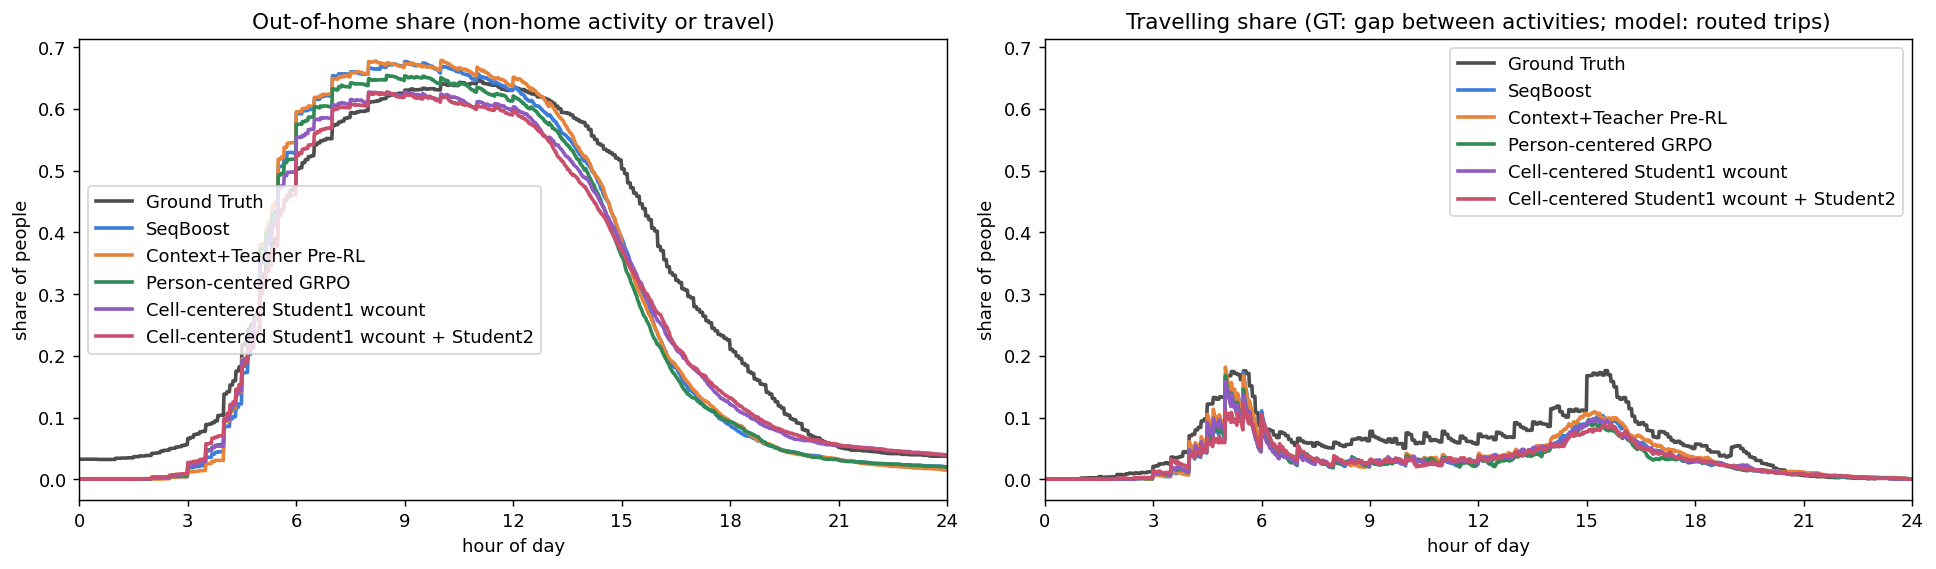 Out-of-home share (non-home activity or travel)
share of people
0.7
0.6
0.5
0.4
0.3
0.2
0.1
0.0
Ground Truth
SeqBoost
Context+Teacher Pre-RL
Person-centered GRPO
Cell-centered Student1 wcount
Cell-centered Student1 wcount + Student2
0 3 6 9 12 15 18 21 24
hour of day
Travelling share (GT: gap between activities; model: routed trips)
share of people
0.7
0.6
0.5
0.4
0.3
0.2
0.1
0.0
Ground Truth
SeqBoost
Context+Teacher Pre-RL
Person-centered GRPO
Cell-centered Student1 wcount
Cell-centered Student1 wcount + Student2
0 3 6 9 12 15 18 21 24
hour of day